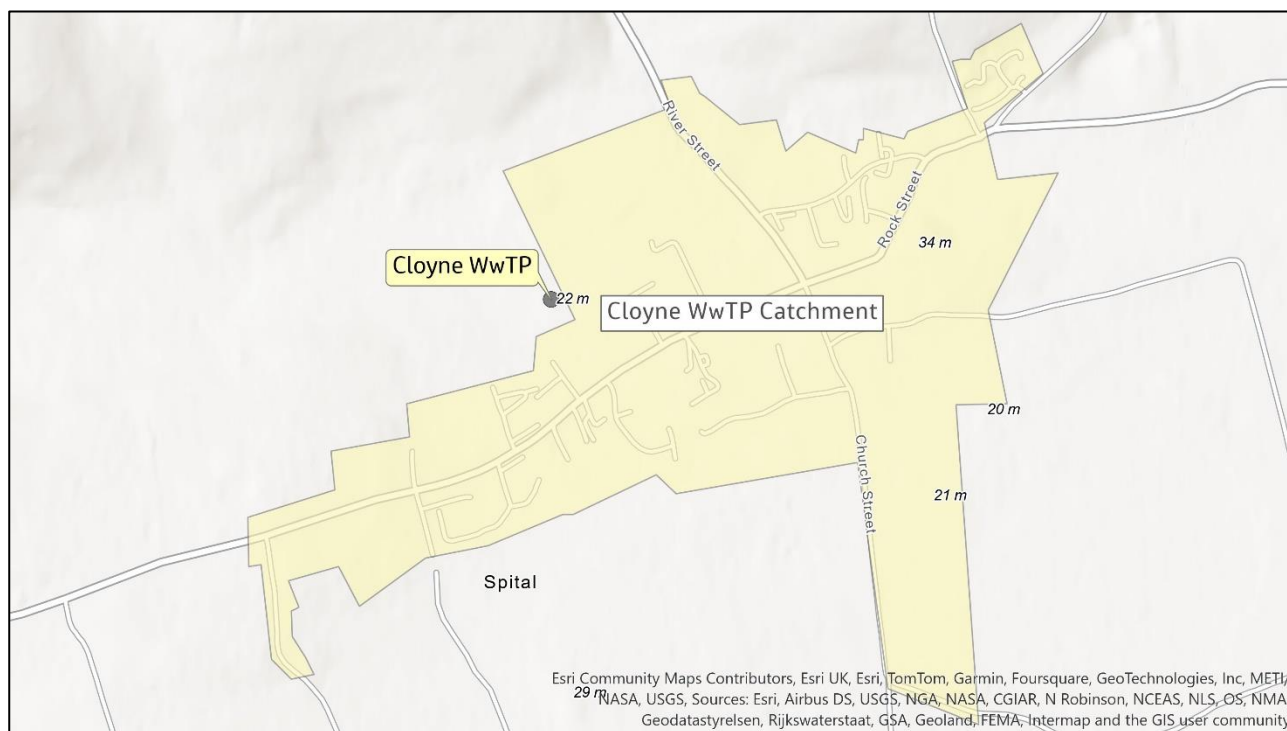 River Street
Rock Street
34 m
Cloyne WwTP
22 m
Cloyne WwTP Catchment
20 m
Church Street
21 m
Spital
29 m
Esri Community Maps Contributors, Esri UK, Esri, TomTom, Garmin, Foursquare, GeoTechnologies, Inc, METI/
NASA, USGS, Sources: Esri, Airbus DS, USGS, NGA, NASA, CGIAR, N Robinson, NCEAS, NLS, OS, NMA,
Geodatastyrelsen, Rijkswaterstaat, GSA, Geoland, FEMA, Intermap and the GIS user community